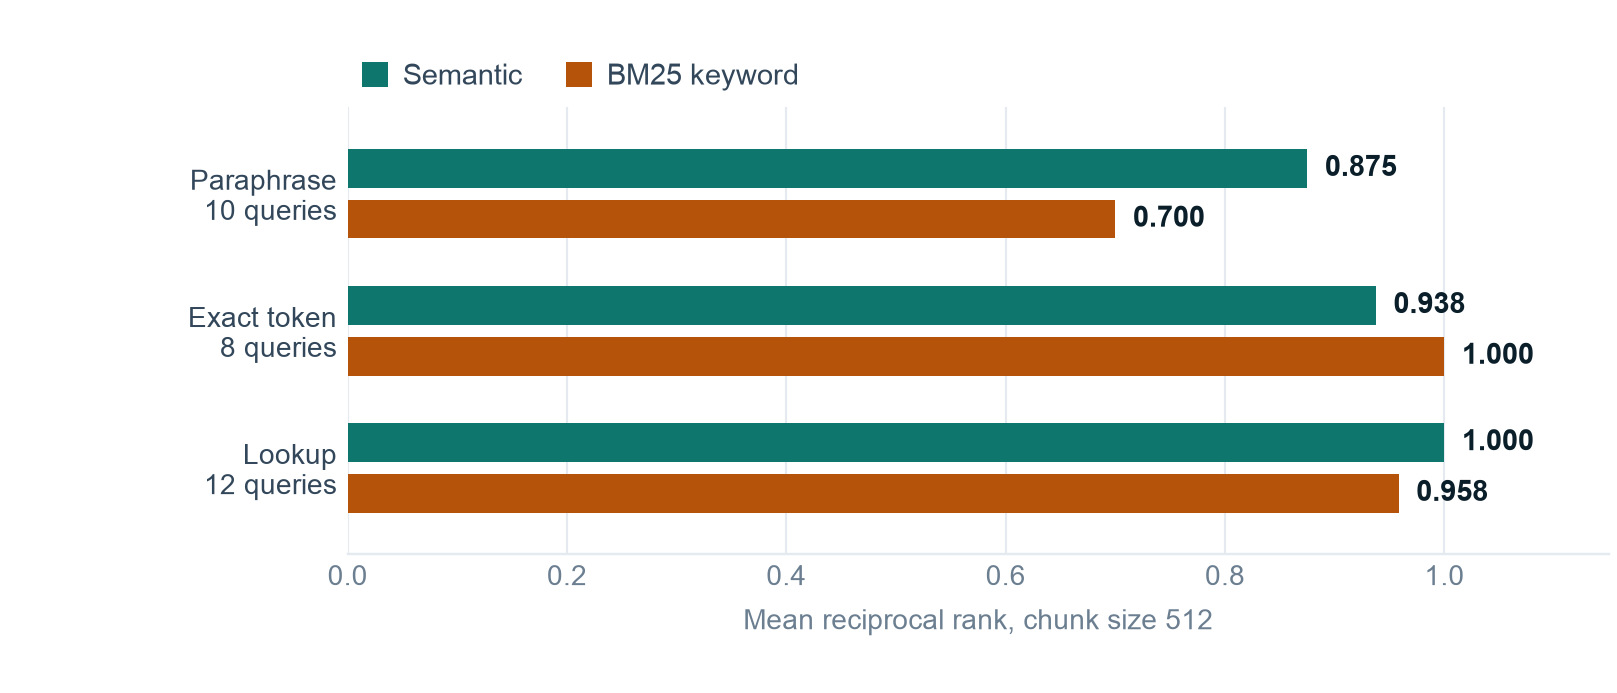 Semantic
BM25 keyword
Paraphrase
10 queries
0.875
0.700
Exact token
8 queries
0.938
1.000
Lookup
12 queries
1.000
0.958
0.0
0.2
0.4
0.6
0.8
1.0
Mean reciprocal rank, chunk size 512